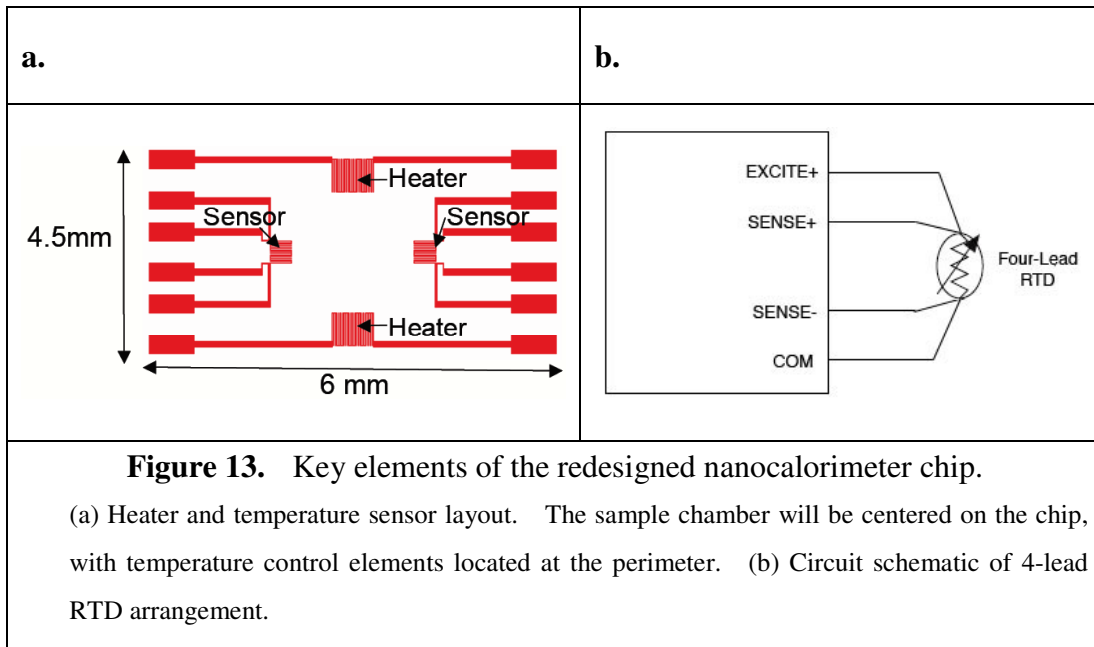 a.
b.
Heater
Sensor
Sensor
4.5mm
Heater
6 mm
EXCITE+
SENSE+
SENSE-
COM
Four-Lead
RTD
Figure 13. Key elements of the redesigned nanocalorimeter chip.
(a) Heater and temperature sensor layout. The sample chamber will be centered on the chip,
with temperature control elements located at the perimeter. (b) Circuit schematic of 4-lead
RTD arrangement.